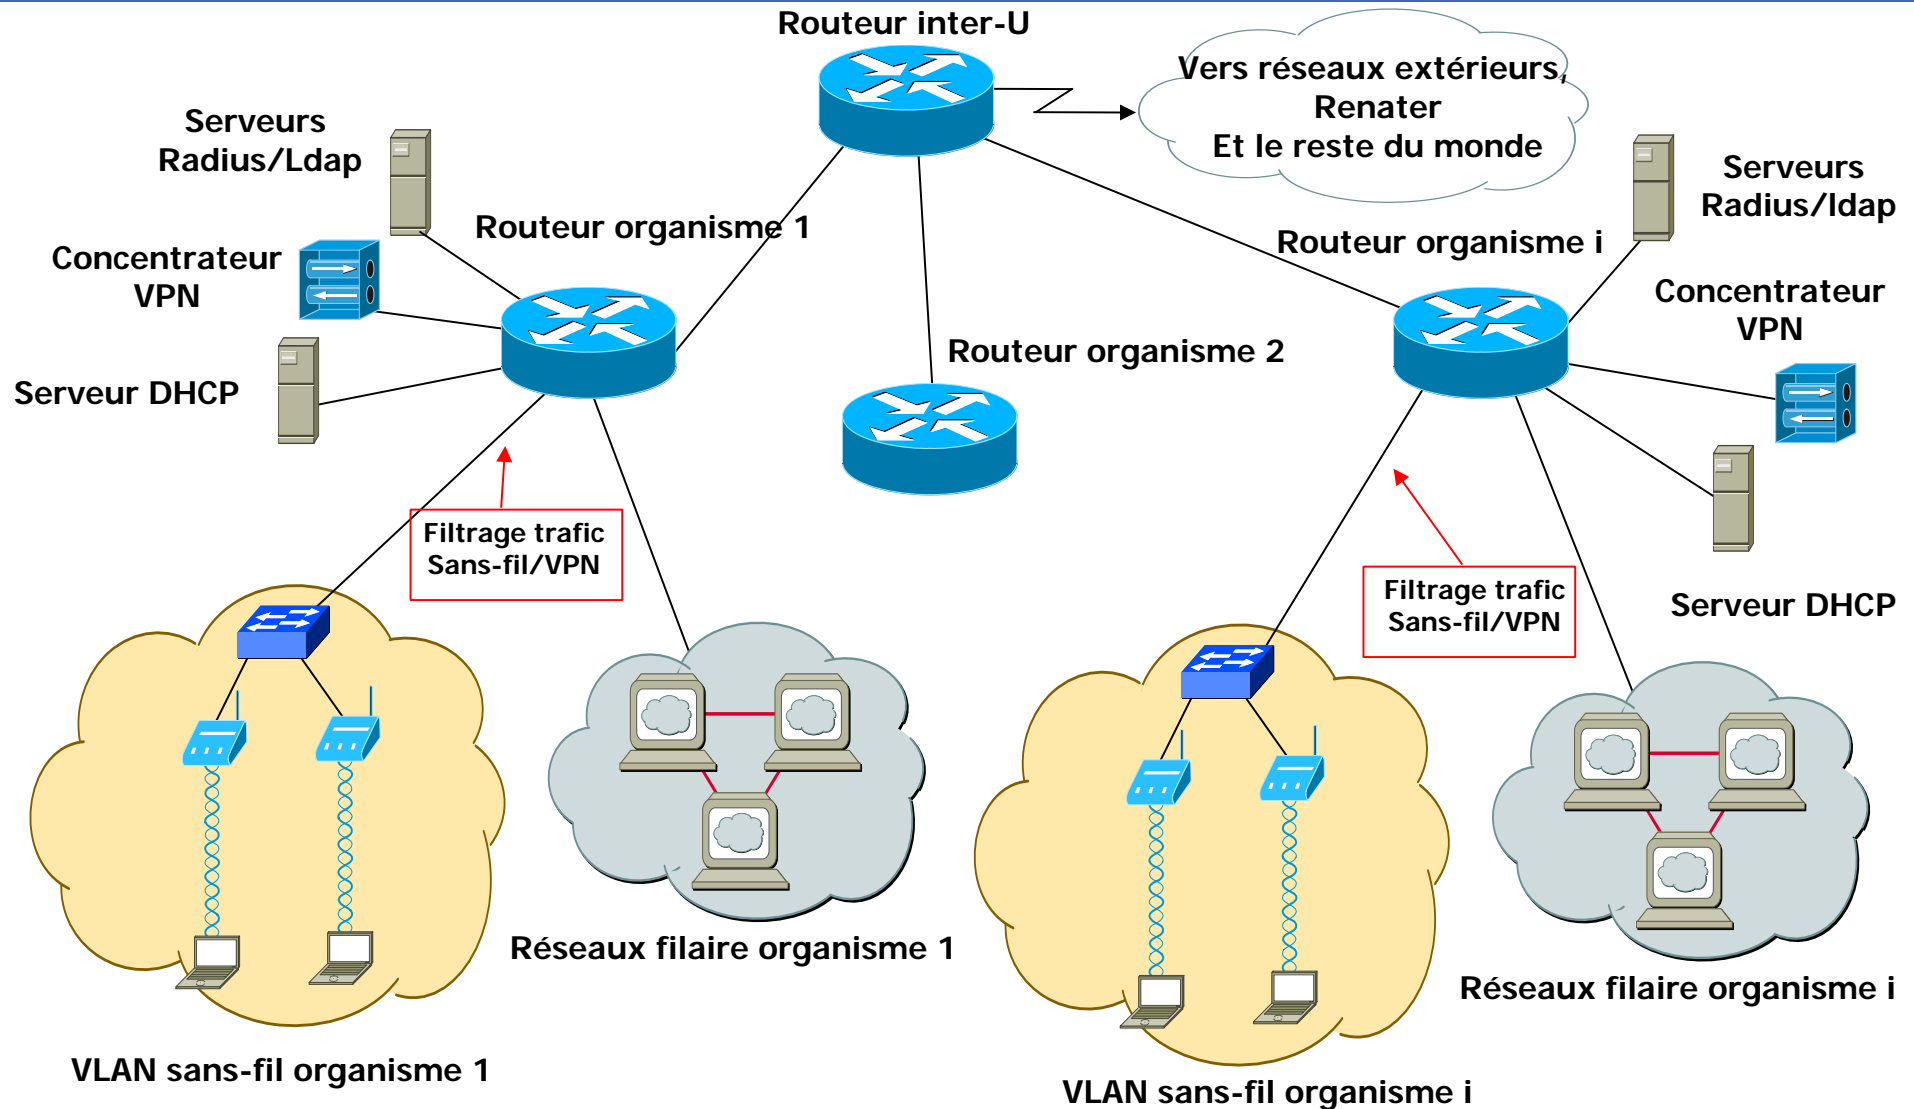 Routeur inter-U
Vers réseaux extérieurs,
Renater
Et le reste du monde
Serveurs
Radius/Ldap
Serveurs
Radius/ldap
Routeur organisme 1
Routeur organisme i
Concentrateur
VPN
Concentrateur
VPN
Routeur organisme 2
Serveur DHCP
Filtrage trafic
Sans-fil/VPN
Filtrage trafic
Sans-fil/VPN
Serveur DHCP
Réseaux filaire organisme 1
Réseaux filaire organisme i
VLAN sans-fil organisme 1
VLAN sans-fil organisme i